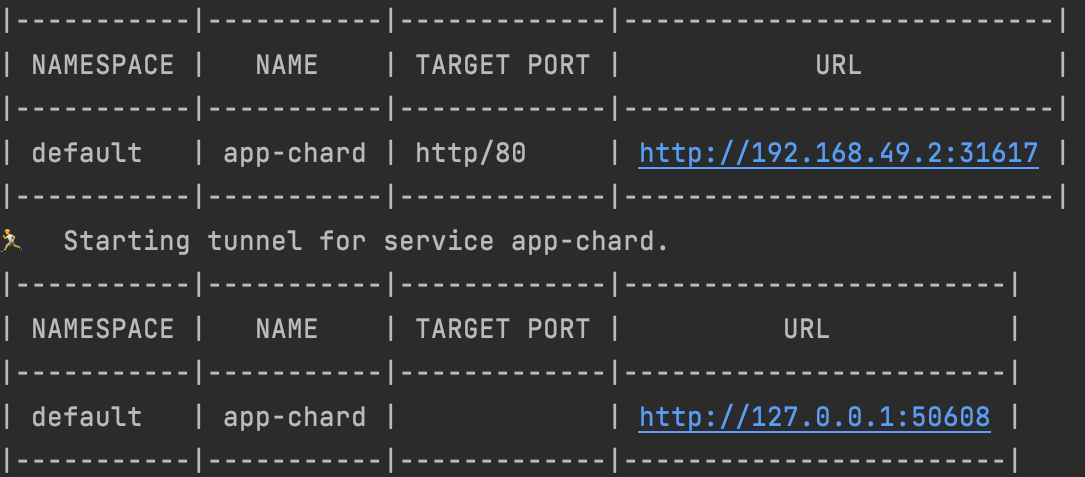 |-----------|-----------|-------------|---------------------------|
| NAMESPACE |   NAME    | TARGET PORT |            URL            |
|-----------|-----------|-------------|---------------------------|
| default   | app-chard | http/80     | http://192.168.49.2:31617 |
|-----------|-----------|-------------|---------------------------|
🏃  Starting tunnel for service app-chard.
|-----------|-----------|-------------|------------------------|
| NAMESPACE |   NAME    | TARGET PORT |          URL           |
|-----------|-----------|-------------|------------------------|
| default   | app-chard |             | http://127.0.0.1:50608 |
|-----------|-----------|-------------|------------------------|